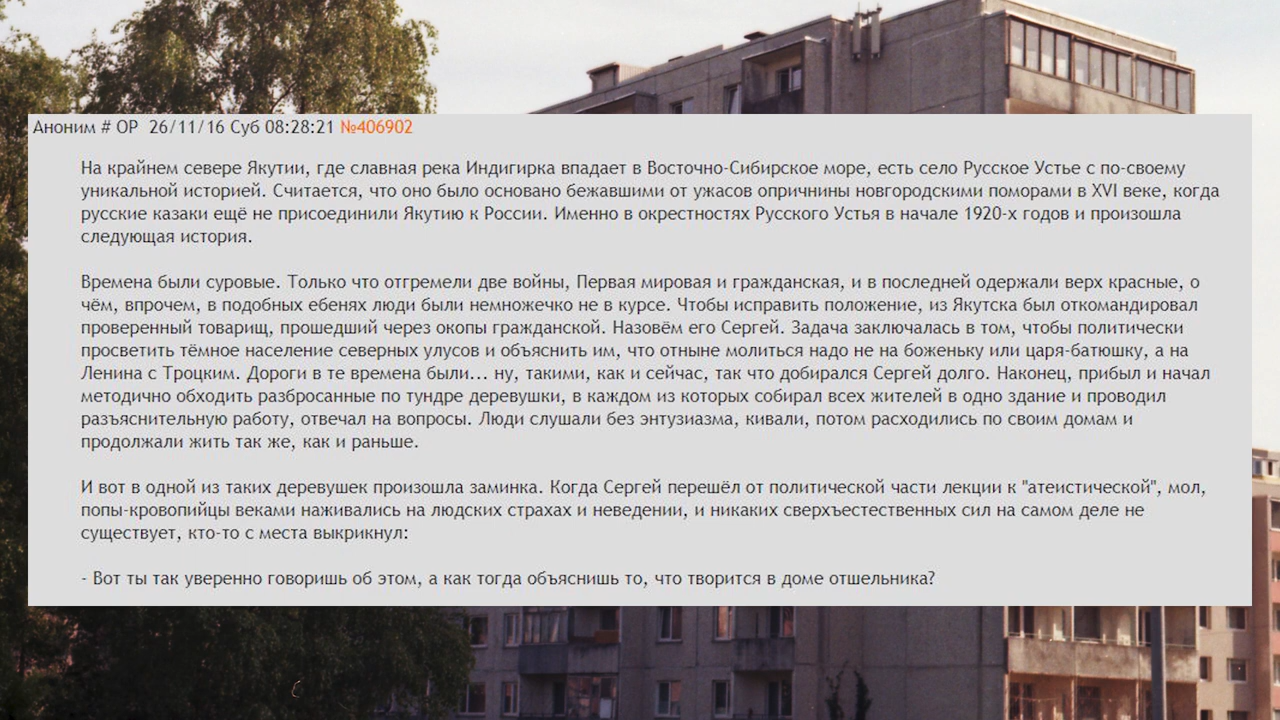 Аноним # OP 26/11/16 Суб 08:28:21 №406902
На крайнем севере Якутии, где славная река Индигирка впадает в Восточно-Сибирское море, есть село Русское Устье с по-своему
уникальной историей. Считается, что оно было основано бежавшими от ужасов опричнины новгородскими поморами в XVI веке, когда
русские казаки ещё не присоединили Якутию к России. Именно в окрестностях Русского Устья в начале 1920-х годов и произошла
следующая история.
Времена были суровые. Только что отгремели две войны, Первая мировая и гражданская, и в последней одержали верх красные, о
чём, впрочем, в подобных ебенях люди были немножечко не в курсе. Чтобы исправить положение, из Якутска был откомандировал
проверенный товарищ, прошедший через окопы гражданской. Назовём его Сергей. Задача заключалась в том, чтобы политически
просветить тёмное население северных улусов и объяснить им, что отныне молиться надо не на боженьку или царя-батюшку, а на
Ленина с Троцким. Дороги в те времена были... ну, такими, как и сейчас, так что добирался Сергей долго. Наконец, прибыл и начал
методично обходить разбросанные по тундре деревушки, в каждом из которых собирал всех жителей в одно здание и проводил
разъяснительную работу, отвечал на вопросы. Люди слушали без энтузиазма, кивали, потом расходились по своим домам и
продолжали жить так же, как и раньше.
И вот в одной из таких деревушек произошла заминка. Когда Сергей перешёл от политической части лекции к "атеистической", мол,
попы-кровопийцы веками наживались на людских страхах и неведении, и никаких сверхъестественных сил на самом деле не
существует, кто-то с места выкрикнул:
- Вот ты так уверенно говоришь об этом, а как тогда объяснишь то, что творится в доме отшельника?